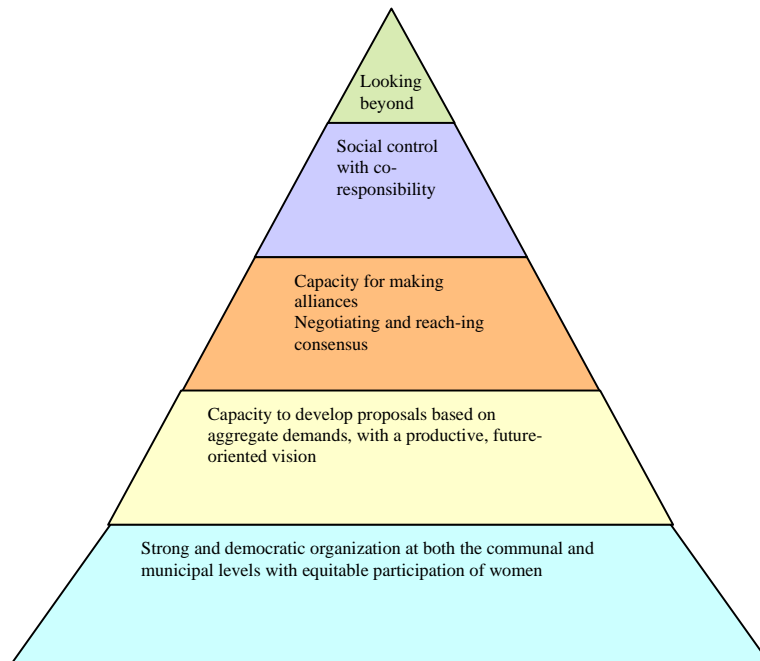 Looking
beyond
Social control
with co-
responsibility
Capacity for making
alliances
Negotiating and reach-ing
consensus
Capacity to develop proposals based on
aggregate demands, with a productive, future-
oriented vision
Strong and democratic organization at both the communal and
municipal levels with equitable participation of women